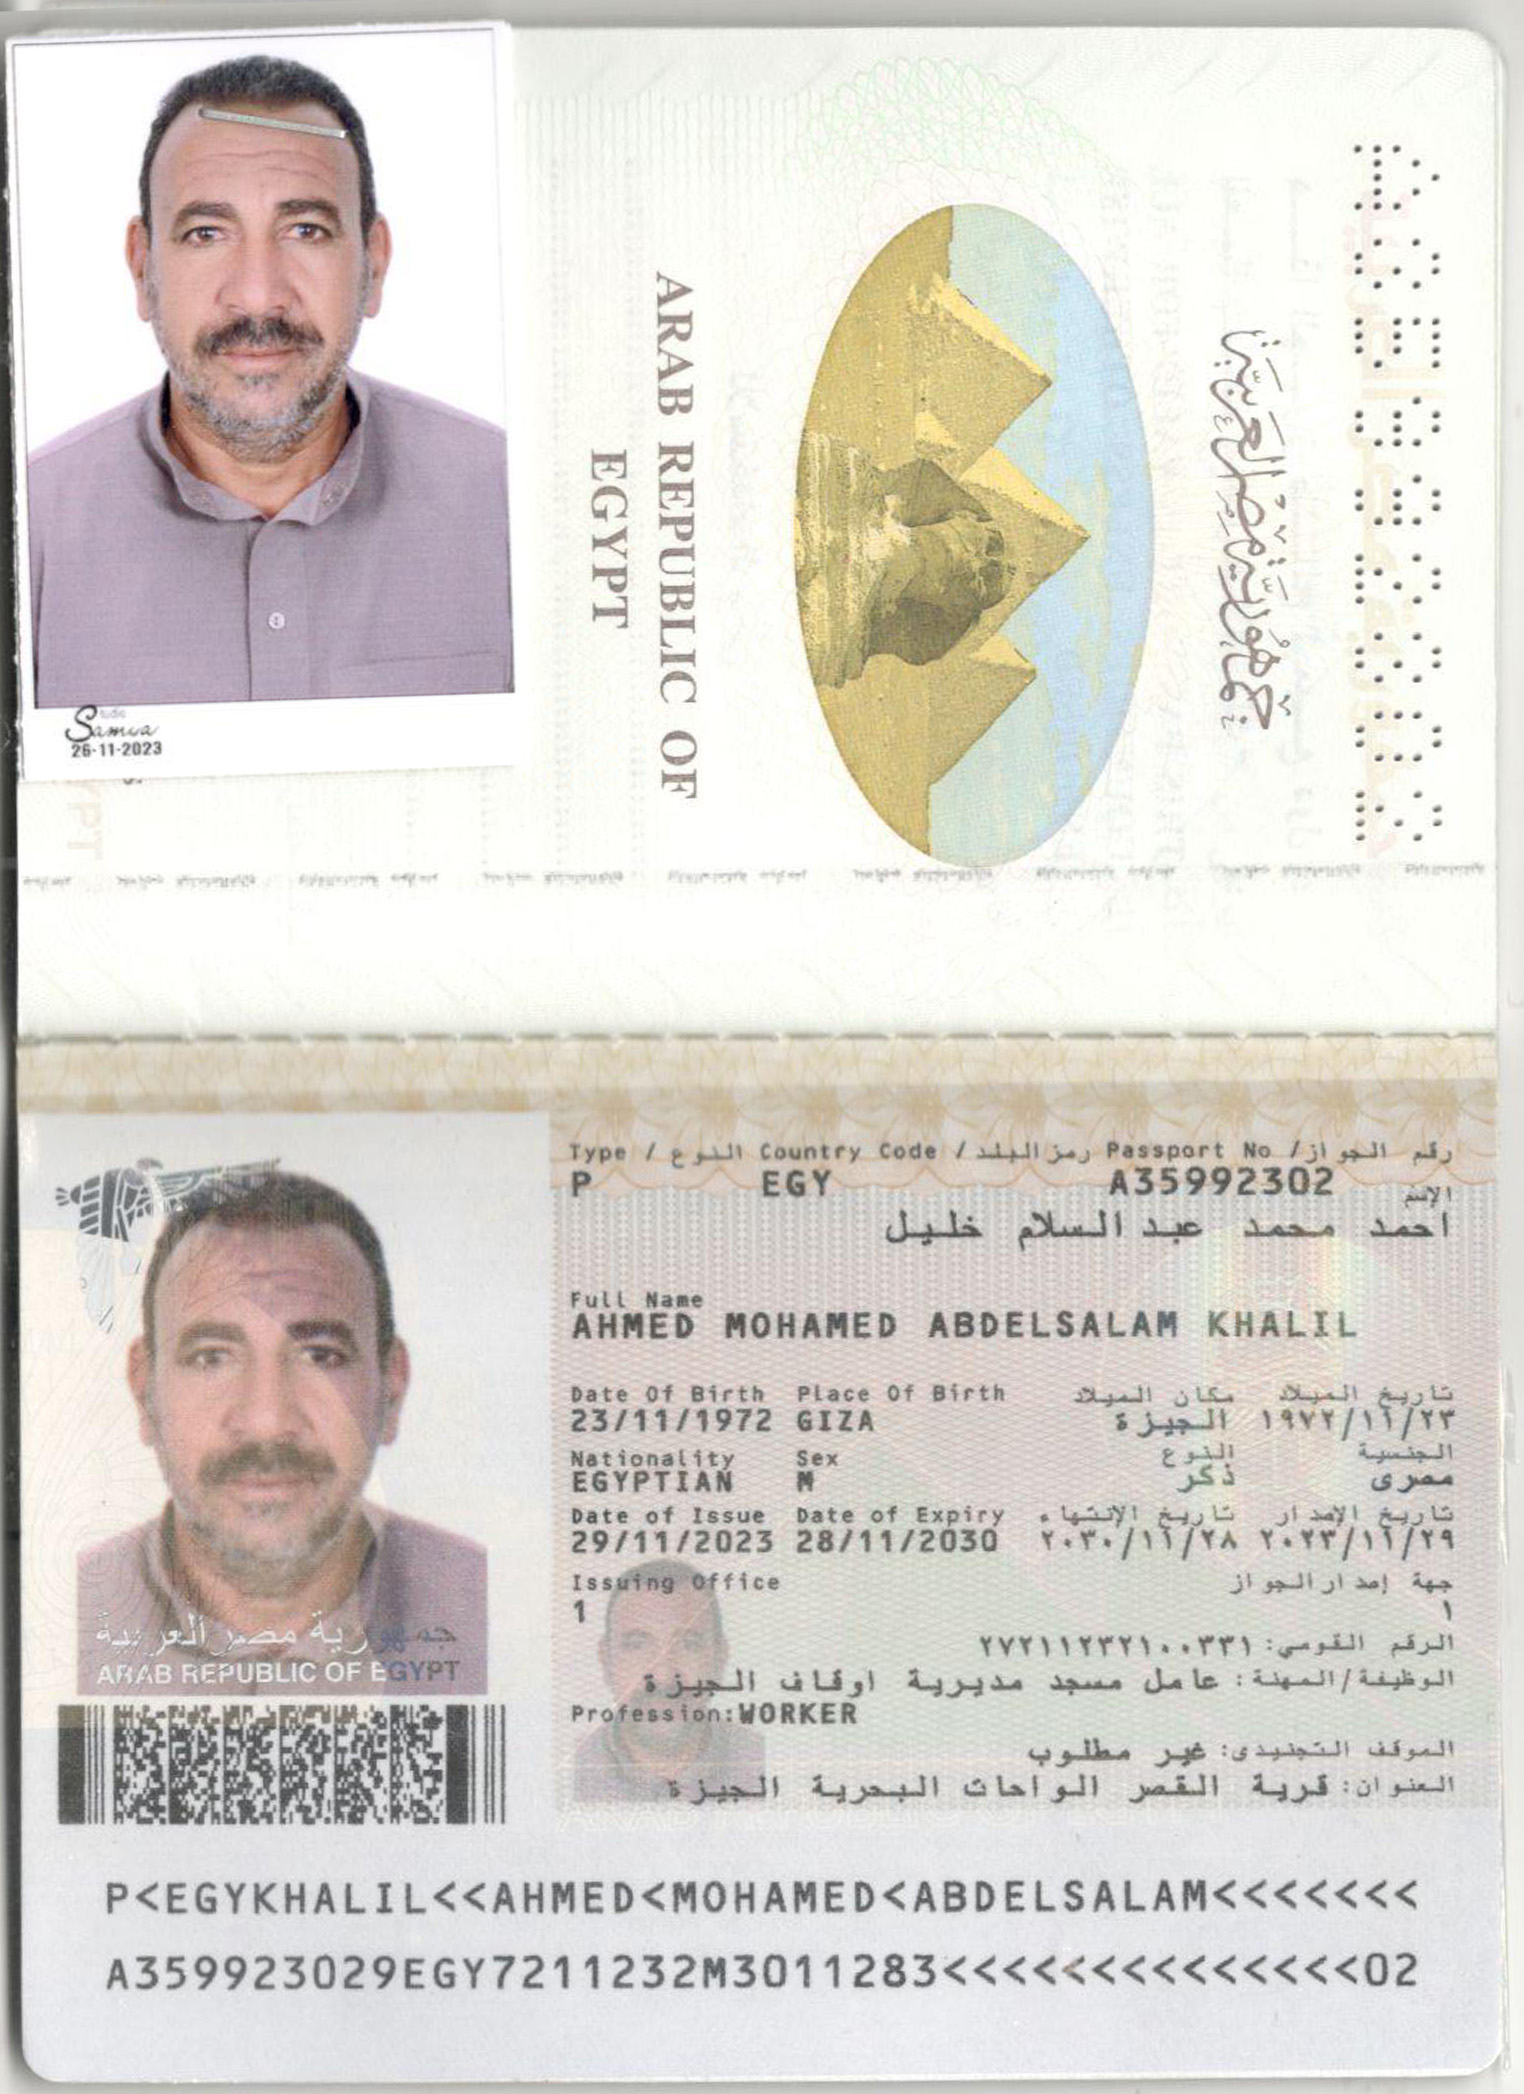 Samia
26-11-2023
ARAB REPUBLIC OF
EGYPT
جمهورية مصر العربية
A35992302
Type / النوع Country Code / رمز البلد Passport No / رقم الجواز
P EGY A35992302
الإسم
احمد محمد عبد السلام خليل
Full Name
AHMED MOHAMED ABDELSALAM KHALIL
Date Of Birth Place Of Birth مكان الميلاد تاريخ الميلاد
23/11/1972 GIZA الجيزة ١٩٧٢/١١/٢٣
Nationality Sex النوع الجنسية
EGYPTIAN M ذكر مصرى
Date of Issue Date of Expiry تاريخ الإنتهاء تاريخ الإصدار
29/11/2023 28/11/2030 ٢٠٣٠/١١/٢٨ ٢٠٢٣/١١/٢٩
Issuing Office جهة إصدار الجواز
1 ١
الرقم القومي: ٢٧٢١١٢٣٢١٠٠٣٣١
الوظيفة/المهنة: عامل مسجد مديرية اوقاف الجيزة
Profession:WORKER
الموقف التجنيدى: غير مطلوب
العنوان: قرية القصر الواحات البحرية الجيزة
جمهورية مصر العربية
ARAB REPUBLIC OF EGYPT
P<EGYKHALIL<<AHMED<MOHAMED<ABDELSALAM<<<<<<<
A359923029EGY7211232M3011283<<<<<<<<<<<<<<02